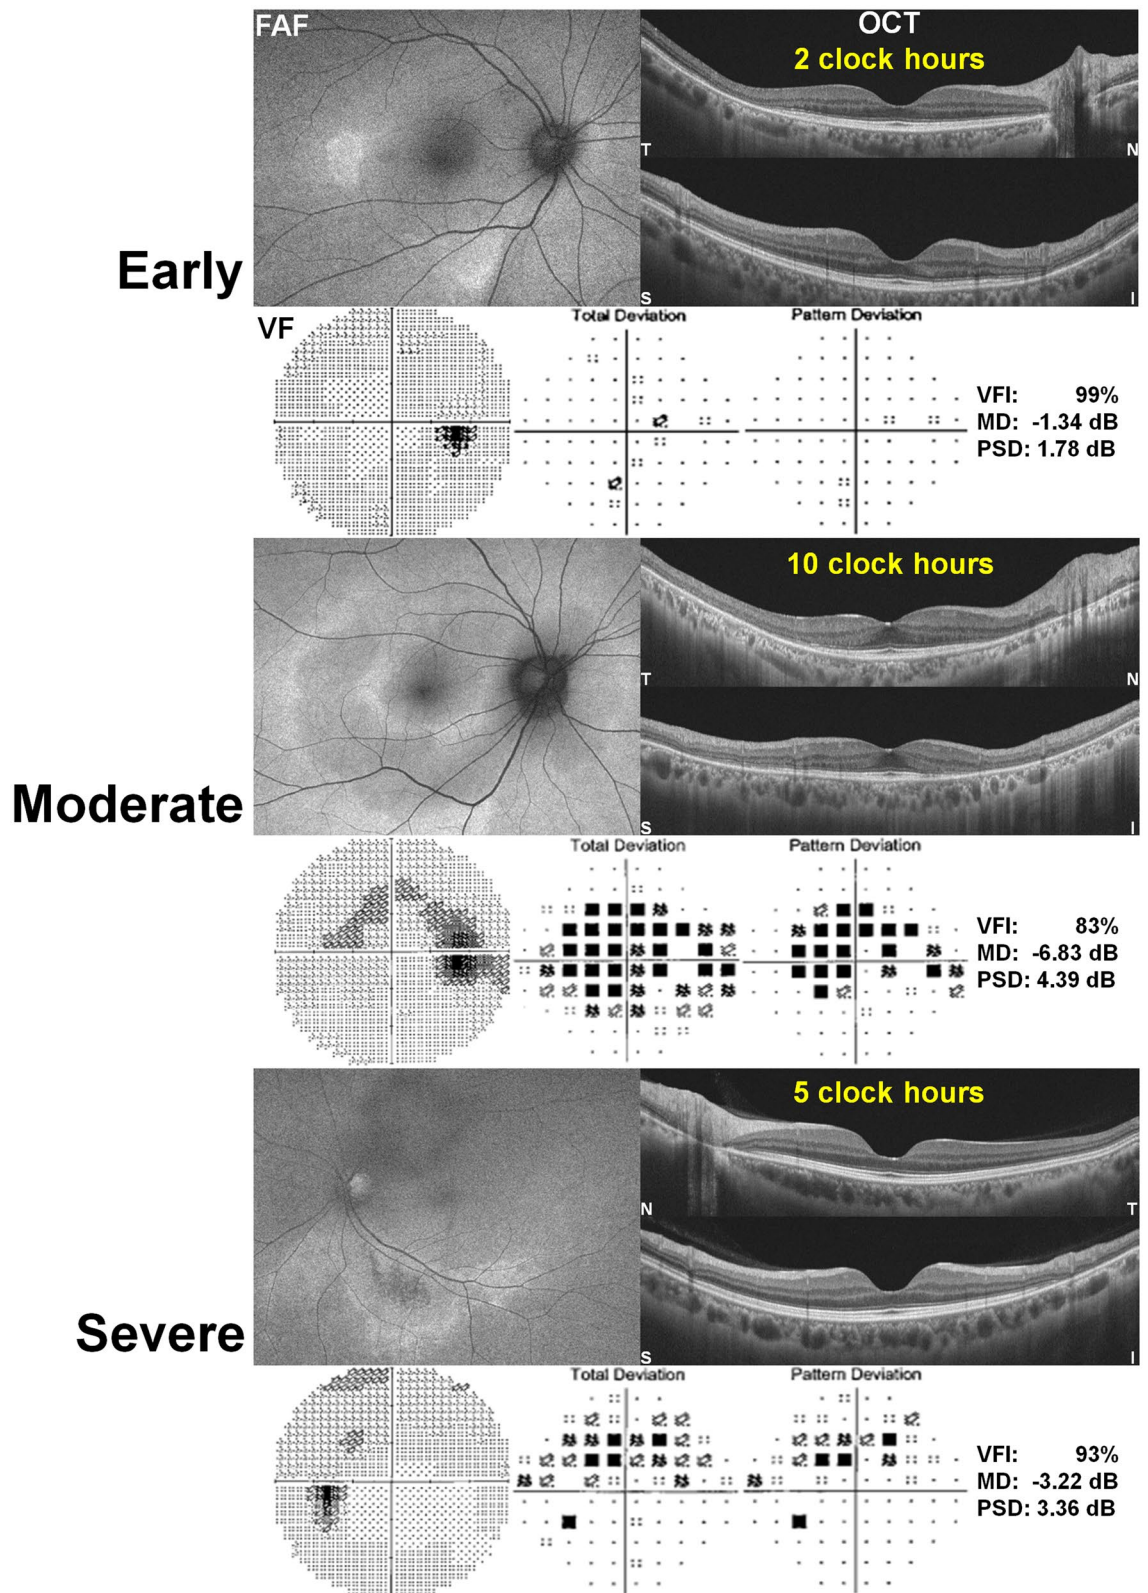 FAF
OCT
2 clock hours
T
N
S
I
Early
VF
Total Deviation
Pattern Deviation
VFI: 99%
MD: -1.34 dB
PSD: 1.78 dB
10 clock hours
T
N
S
I
Moderate
Total Deviation
Pattern Deviation
VFI: 83%
MD: -6.83 dB
PSD: 4.39 dB
5 clock hours
N
T
S
I
Severe
Total Deviation
Pattern Deviation
VFI: 93%
MD: -3.22 dB
PSD: 3.36 dB